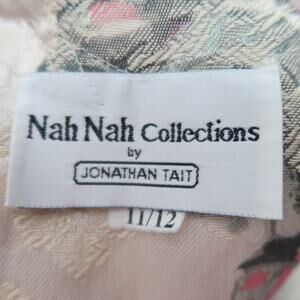 Nah Nah Collections
by
JONATHAN TAIT
11/12